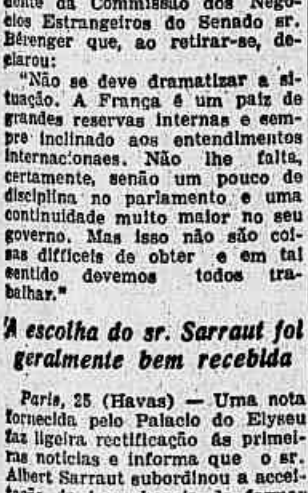 dente da Commissão dos Nego-
cios Estrangeiros do Senado sr.
Bérenger que, ao retirar-se, de-
clarou:
"Não se deve dramatizar a si-
tuação. A França é um paiz de
grandes reservas internas e sem-
pre inclinado aos entendimentos
internacionaes. Não lhe falta,
certamente, senão um pouco de
disciplina no parlamento e uma
continuidade muito maior no seu
governo. Mas isso não são coi-
sas difficeis de obter e em tal
sentido devemos todos tra-
balhar."
A escolha do sr. Sarraut foi
geralmente bem recebida
Paris, 25 (Havas) — Uma nota
fornecida pelo Palacio do Elyseu
faz ligeira rectificação ás primei-
ras noticias e informa que o sr.
Albert Sarraut subordinou a accei-